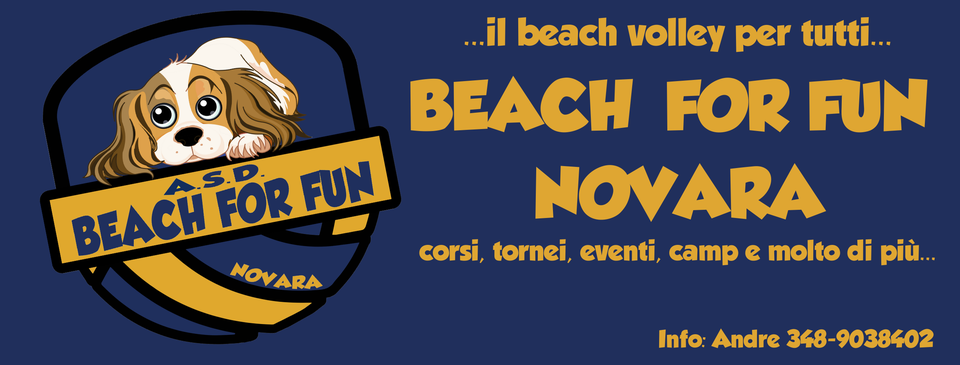 A.S.D.
BEACH FOR FUN
NOVARA
...il beach volley per tutti...
BEACH FOR FUN
NOVARA
corsi, tornei, eventi, camp e molto di più...
Info: Andre 348-9038402